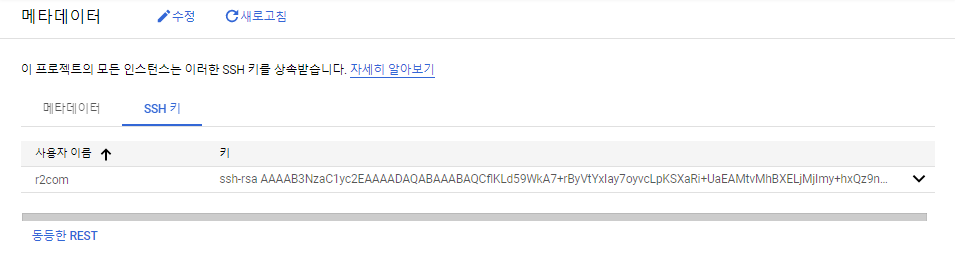 메타데이터 수정 새로고침
이 프로젝트의 모든 인스턴스는 이러한 SSH 키를 상속받습니다. 자세히 알아보기
메타데이터 SSH 키
사용자 이름 키
r2com ssh-rsa AAAAB3NzaC1yc2EAAAADAQABAAABAQCflKLd59WkA7+rByVtYxIay7oyvcLpKSXaRi+UaEAMtvMhBXELjMjImy+hxQz9n...
동등한 REST